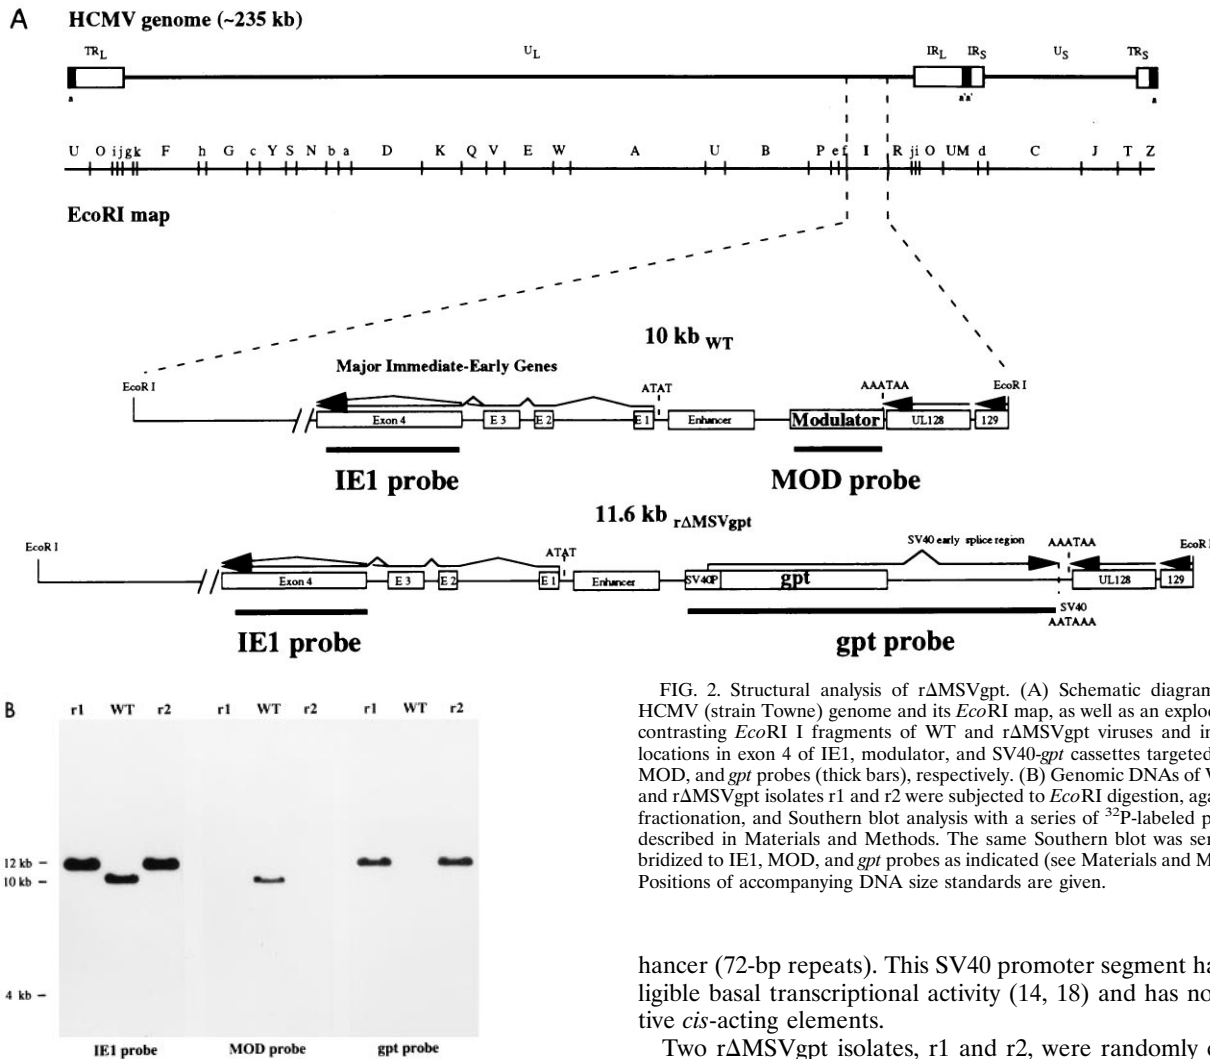 A HCMV genome (~235 kb)
TRL UL IRL IRS US TRS
a a'a' a
U O i j g k F h G c Y S N b a D K Q V E W A U B P e f I R j i O U M d C J T Z
EcoRI map
10 kb WT
Major Immediate-Early Genes
EcoR I ATAT AAATAA EcoR I
Exon 4 E 3 E 2 E 1 Enhancer Modulator UL128 129
IE1 probe MOD probe
11.6 kb rΔMSVgpt
EcoR I ATAT SV40 early splice region AAATAA EcoR I
Exon 4 E 3 E 2 E 1 Enhancer SV40P gpt UL128 129
SV40
AATAAA
IE1 probe gpt probe
B r1 WT r2 r1 WT r2 r1 WT r2
12 kb –
10 kb –
4 kb –
IE1 probe MOD probe gpt probe
FIG. 2. Structural analysis of rΔMSVgpt. (A) Schematic diagram
HCMV (strain Towne) genome and its EcoRI map, as well as an explo
contrasting EcoRI I fragments of WT and rΔMSVgpt viruses and in
locations in exon 4 of IE1, modulator, and SV40-gpt cassettes targeted
MOD, and gpt probes (thick bars), respectively. (B) Genomic DNAs of
and rΔMSVgpt isolates r1 and r2 were subjected to EcoRI digestion, aga
fractionation, and Southern blot analysis with a series of 32P-labeled p
described in Materials and Methods. The same Southern blot was ser
bridized to IE1, MOD, and gpt probes as indicated (see Materials and M
Positions of accompanying DNA size standards are given.
hancer (72-bp repeats). This SV40 promoter segment ha
ligible basal transcriptional activity (14, 18) and has no
tive cis-acting elements.
Two rΔMSVgpt isolates, r1 and r2, were randomly